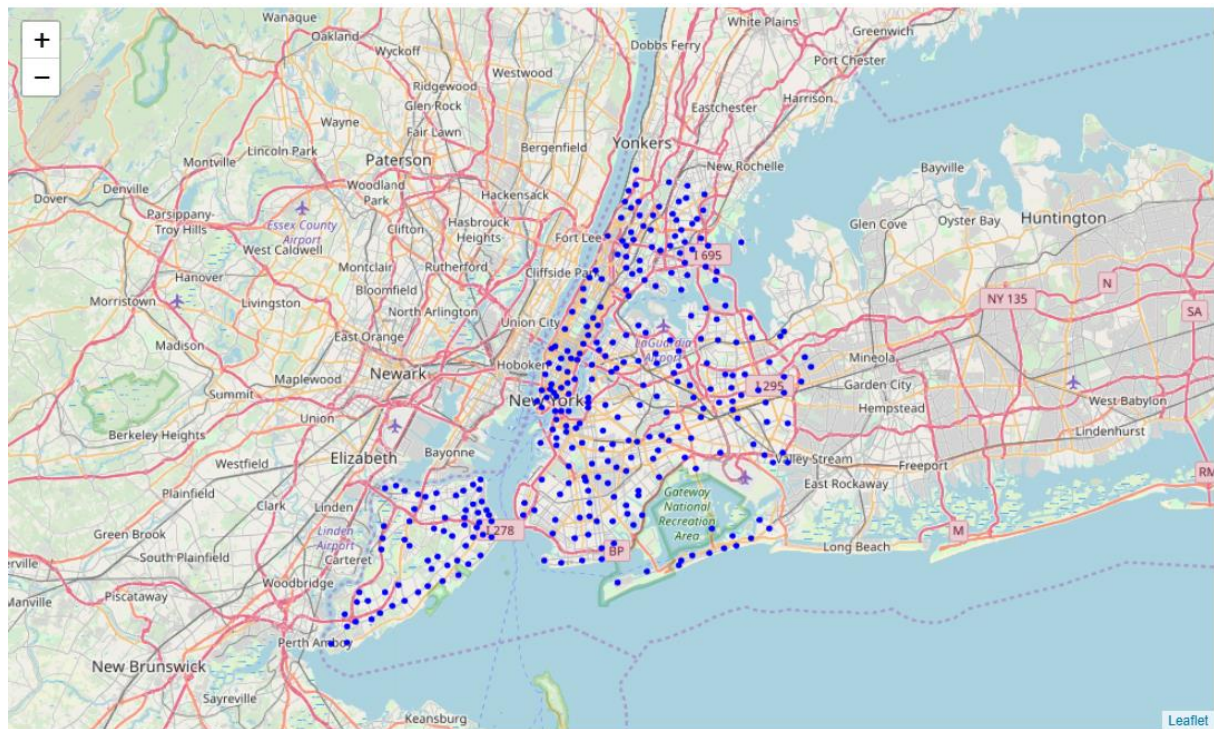 +
−
Wanaque
Oakland
Wyckoff
Dobbs Ferry
White Plains
Greenwich
Port Chester
Westwood
Ridgewood
Glen Rock
Eastchester
Harrison
Wayne
Fair Lawn
Yonkers
Bergenfield
Lincoln Park
Montville
Paterson
New Rochelle
Bayville
Denville
Woodland
Park
Hackensack
Dover
Parsippany-
Troy Hills
Essex County
Airport
Clifton
Hasbrouck
Heights
Glen Cove
Oyster Bay
Huntington
Fort Lee
West Caldwell
I 695
Hanover
Montclair
Rutherford
Cliffside Park
Bloomfield
N
Morristown
Livingston
North Arlington
NY 135
SA
Union City
East Orange
LaGuardia
Airport
Madison
Mineola
Hoboken
Maplewood
Newark
I 295
Garden City
Summit
New York
Hempstead
West Babylon
Union
Berkeley Heights
Lindenhurst
Elizabeth
Bayonne
Valley Stream
Westfield
Freeport
East Rockaway
RM
Plainfield
Clark
Linden
Gateway
National
Recreation
Area
Green Brook
Linden
Airport
I 278
M
South Plainfield
Carteret
BP
Long Beach
Woodbridge
Manville
Piscataway
Perth Amboy
New Brunswick
Sayreville
Keansburg
Leaflet